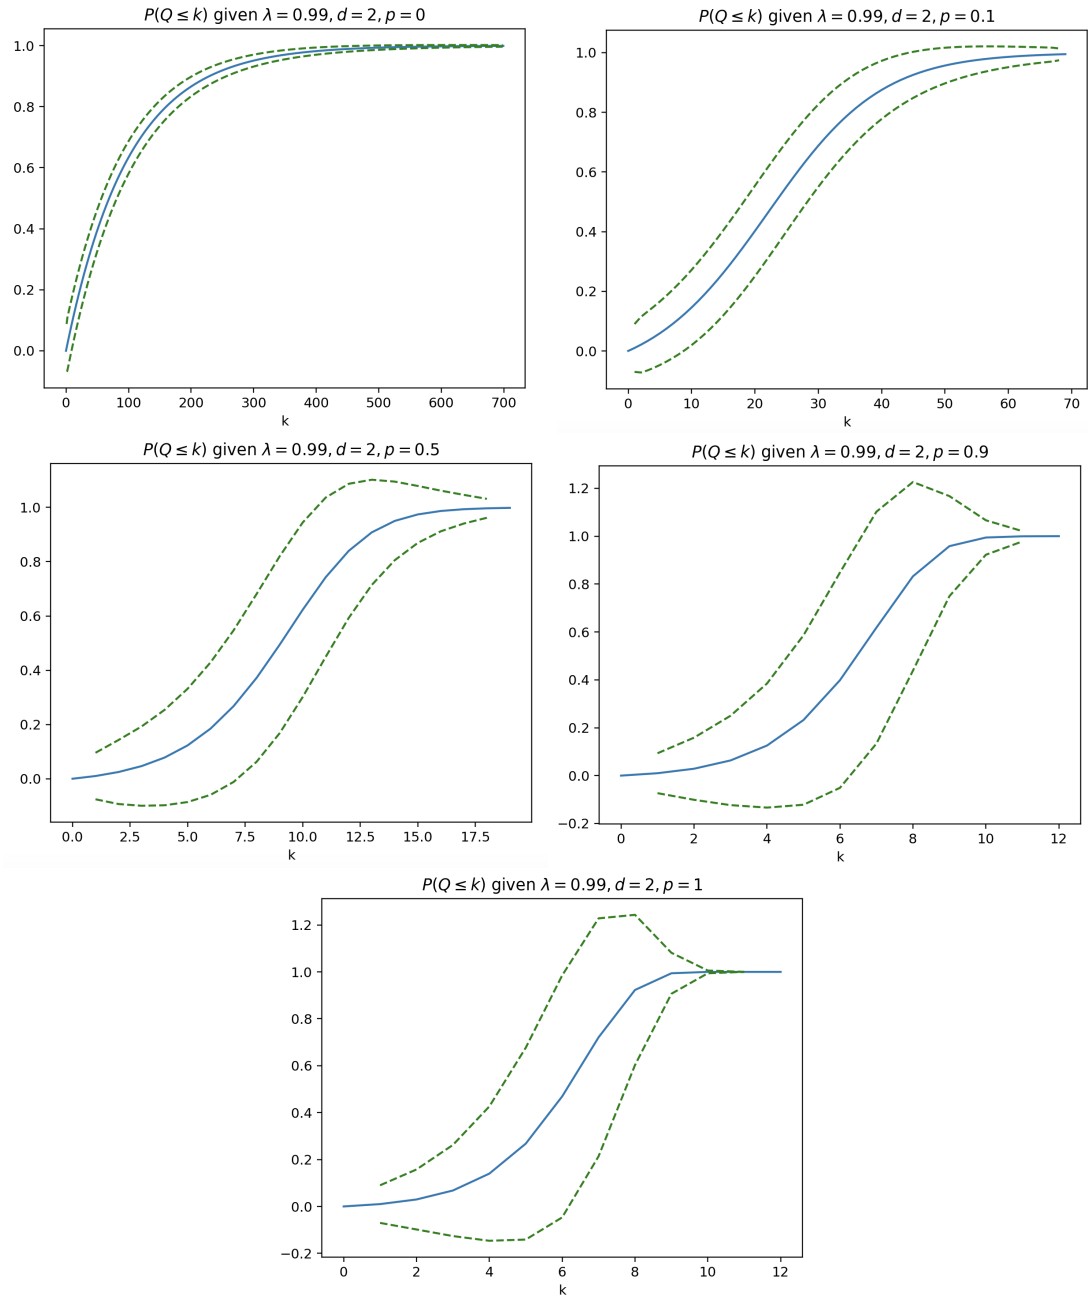 P(Q ≤ k) given λ = 0.99, d = 2, p = 0
1.0
0.8
0.6
0.4
0.2
0.0
0 100 200 300 400 500 600 700
k
P(Q ≤ k) given λ = 0.99, d = 2, p = 0.1
1.0
0.8
0.6
0.4
0.2
0.0
0 10 20 30 40 50 60 70
k
P(Q ≤ k) given λ = 0.99, d = 2, p = 0.5
1.0
0.8
0.6
0.4
0.2
0.0
0.0 2.5 5.0 7.5 10.0 12.5 15.0 17.5
k
P(Q ≤ k) given λ = 0.99, d = 2, p = 0.9
1.2
1.0
0.8
0.6
0.4
0.2
0.0
−0.2
0 2 4 6 8 10 12
k
P(Q ≤ k) given λ = 0.99, d = 2, p = 1
1.2
1.0
0.8
0.6
0.4
0.2
0.0
−0.2
0 2 4 6 8 10 12
k